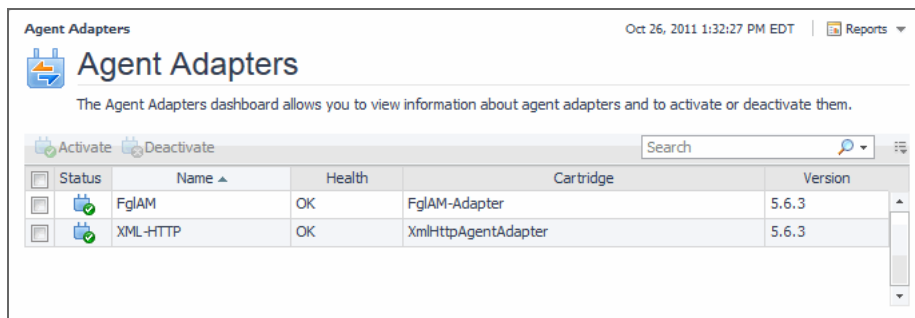 Agent Adapters
Oct 26, 2011 1:32:27 PM EDT
Reports
Agent Adapters
The Agent Adapters dashboard allows you to view information about agent adapters and to activate or deactivate them.
Activate Deactivate Search
Status Name Health Cartridge Version
FglAM OK FglAM-Adapter 5.6.3
XML-HTTP OK XmlHttpAgentAdapter 5.6.3